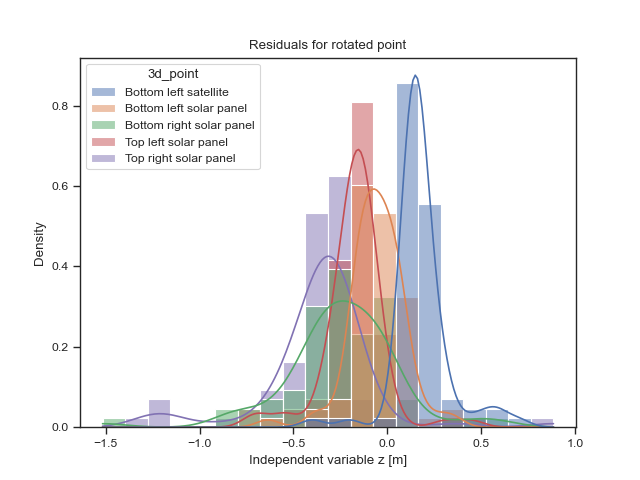 Residuals for rotated point
3d_point
Bottom left satellite
Bottom left solar panel
Bottom right solar panel
Top left solar panel
Top right solar panel
Density
0.8
0.6
0.4
0.2
0.0
−1.5 −1.0 −0.5 0.0 0.5 1.0
Independent variable z [m]